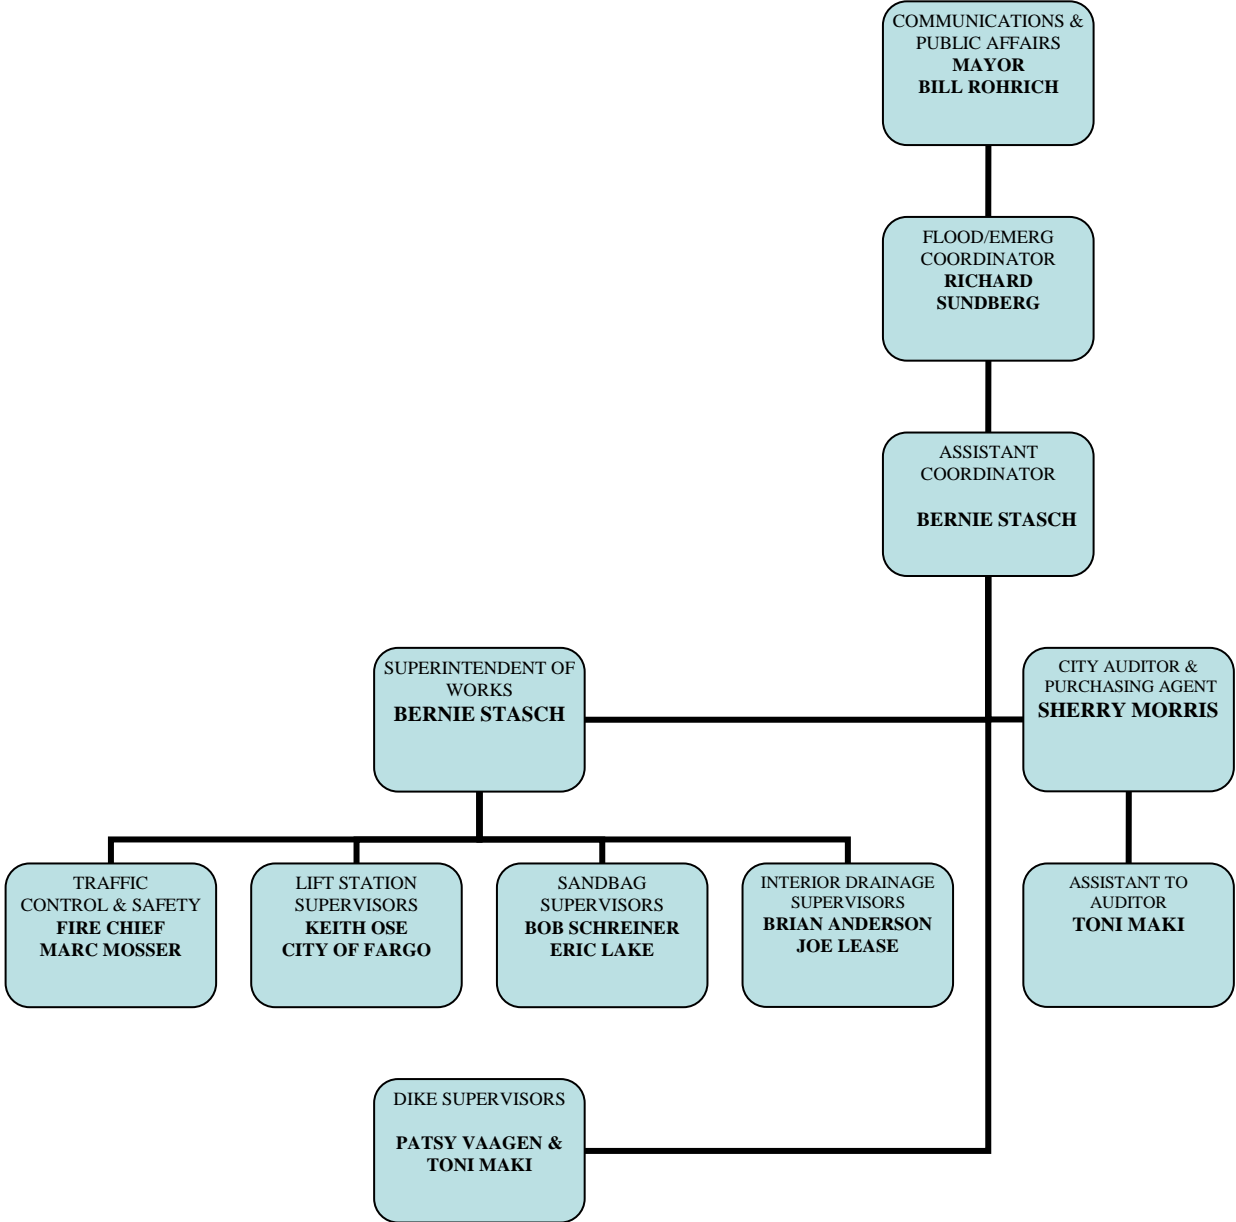 COMMUNICATIONS &
PUBLIC AFFAIRS
MAYOR
BILL ROHRICH
FLOOD/EMERG
COORDINATOR
RICHARD
SUNDBERG
ASSISTANT
COORDINATOR
BERNIE STASCH
SUPERINTENDENT OF
WORKS
BERNIE STASCH
CITY AUDITOR &
PURCHASING AGENT
SHERRY MORRIS
TRAFFIC
CONTROL & SAFETY
FIRE CHIEF
MARC MOSSER
LIFT STATION
SUPERVISORS
KEITH OSE
CITY OF FARGO
SANDBAG
SUPERVISORS
BOB SCHREINER
ERIC LAKE
INTERIOR DRAINAGE
SUPERVISORS
BRIAN ANDERSON
JOE LEASE
ASSISTANT TO
AUDITOR
TONI MAKI
DIKE SUPERVISORS
PATSY VAAGEN &
TONI MAKI